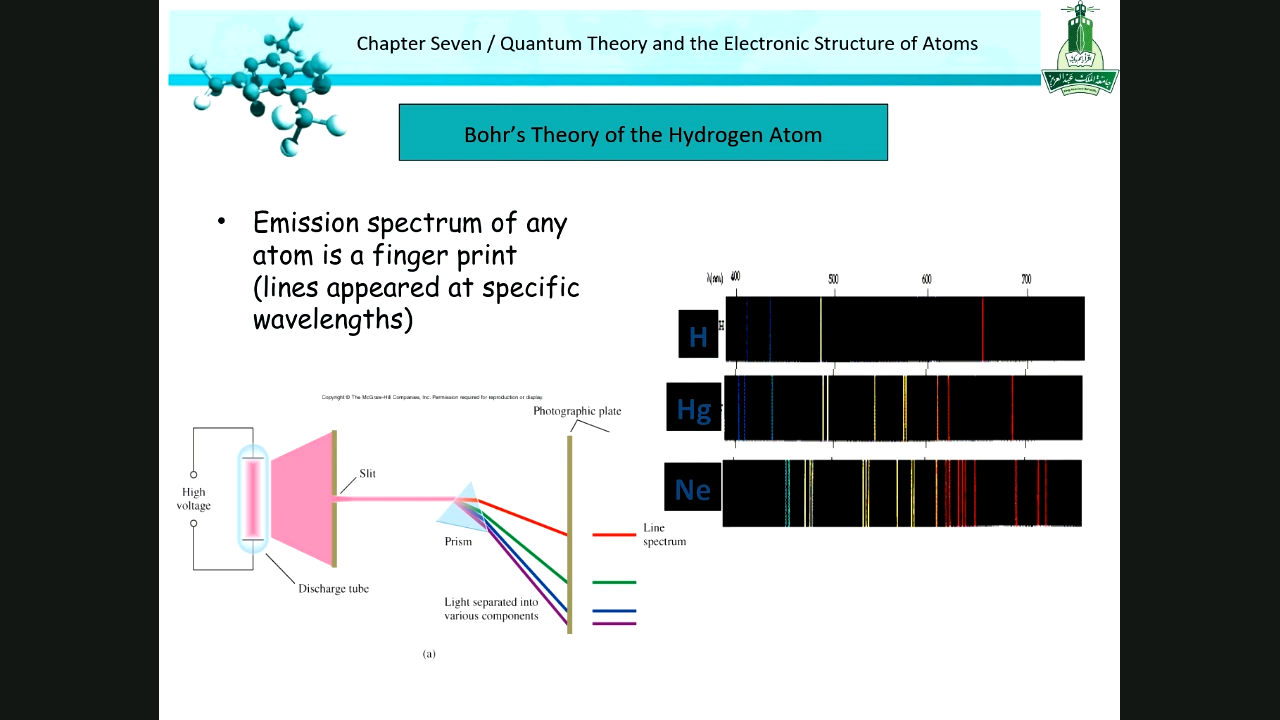 Chapter Seven / Quantum Theory and the Electronic Structure of Atoms
جامعة الملك عبدالعزيز
Bohr’s Theory of the Hydrogen Atom
• Emission spectrum of any
atom is a finger print
(lines appeared at specific
wavelengths)
λ(nm) 400 500 600 700
H
H
Hg
Ne
Copyright © The McGraw-Hill Companies, Inc. Permission required for reproduction or display.
Photographic plate
Slit
High
voltage
Prism
Line
spectrum
Discharge tube
Light separated into
various components
(a)